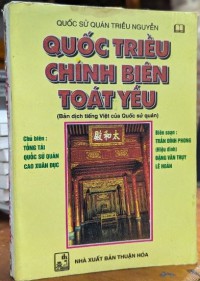 QUỐC SỬ QUÁN TRIỀU NGUYỄN
QUỐC TRIỀU
CHÍNH BIÊN
TOÁT YẾU
(Bản dịch tiếng Việt của Quốc sử quán)
Chủ biên:
TỔNG TÀI
QUỐC SỬ QUÁN
CAO XUÂN DỤC
殿和太
Biên soạn:
TRẦN ĐÌNH PHONG
(Hiệu đính)
ĐẶNG VĂN THỤY
LÊ HOÀN
NHÀ XUẤT BẢN THUẬN HÓA